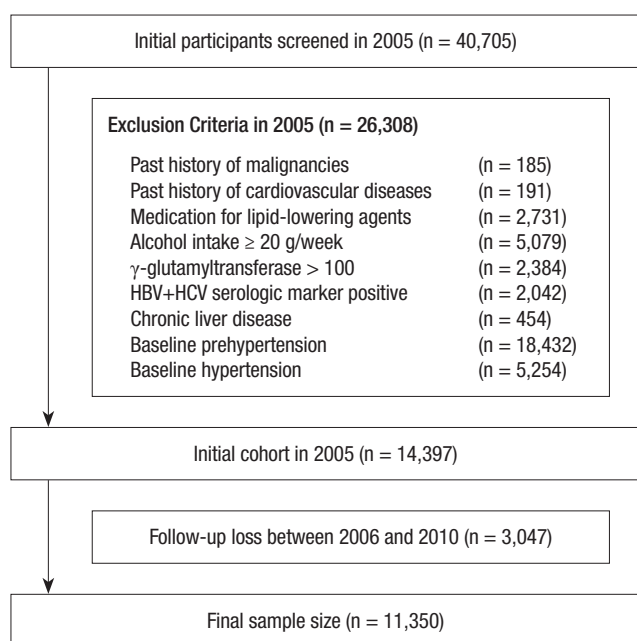 Initial participants screened in 2005 (n = 40,705)
Exclusion Criteria in 2005 (n = 26,308)
Past history of malignancies (n = 185)
Past history of cardiovascular diseases (n = 191)
Medication for lipid-lowering agents (n = 2,731)
Alcohol intake ≥ 20 g/week (n = 5,079)
γ-glutamyltransferase > 100 (n = 2,384)
HBV+HCV serologic marker positive (n = 2,042)
Chronic liver disease (n = 454)
Baseline prehypertension (n = 18,432)
Baseline hypertension (n = 5,254)
Initial cohort in 2005 (n = 14,397)
Follow-up loss between 2006 and 2010 (n = 3,047)
Final sample size (n = 11,350)